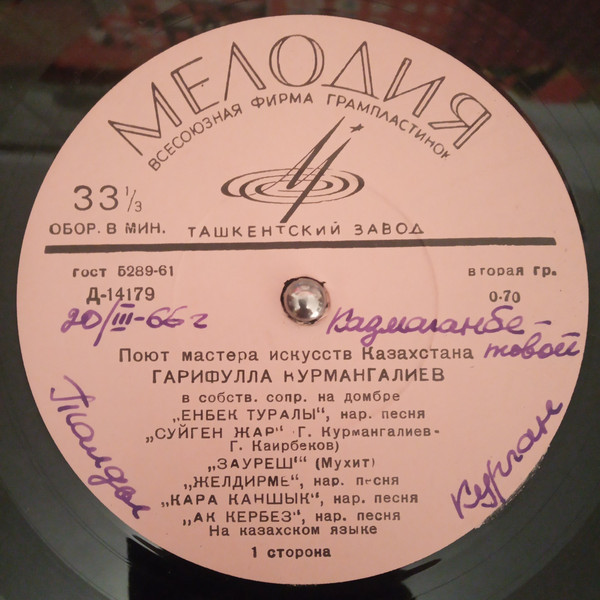 МЕЛОДИЯ
ВСЕСОЮЗНАЯ ФИРМА ГРАМПЛАСТИНОК
33 1/3
ОБОР. В МИН.
ТАШКЕНТСКИЙ ЗАВОД
гост 5289-61
вторая гр.
Д-14179
0-70
20/III-66 г
Казмаганбе-
товой
Поют мастера искусств Казахстана
ГАРИФУЛЛА КУРМАНГАЛИЕВ
в собств. сопр. на домбре
„ЕНБЕК ТУРАЛЫ", нар. песня
„СУЙГЕН ЖАР" Г. Курмангалиев-
Г. Каирбеков)
„ЗАУРЕШ'" (Мухит)
„ЖЕЛДИРМЕ", нар. песня
„КАРА КАНШЫК", нар. песня
„АК КЕРБЕЗ", нар. песня
На казахском языке
1 сторона
Талды
Курган